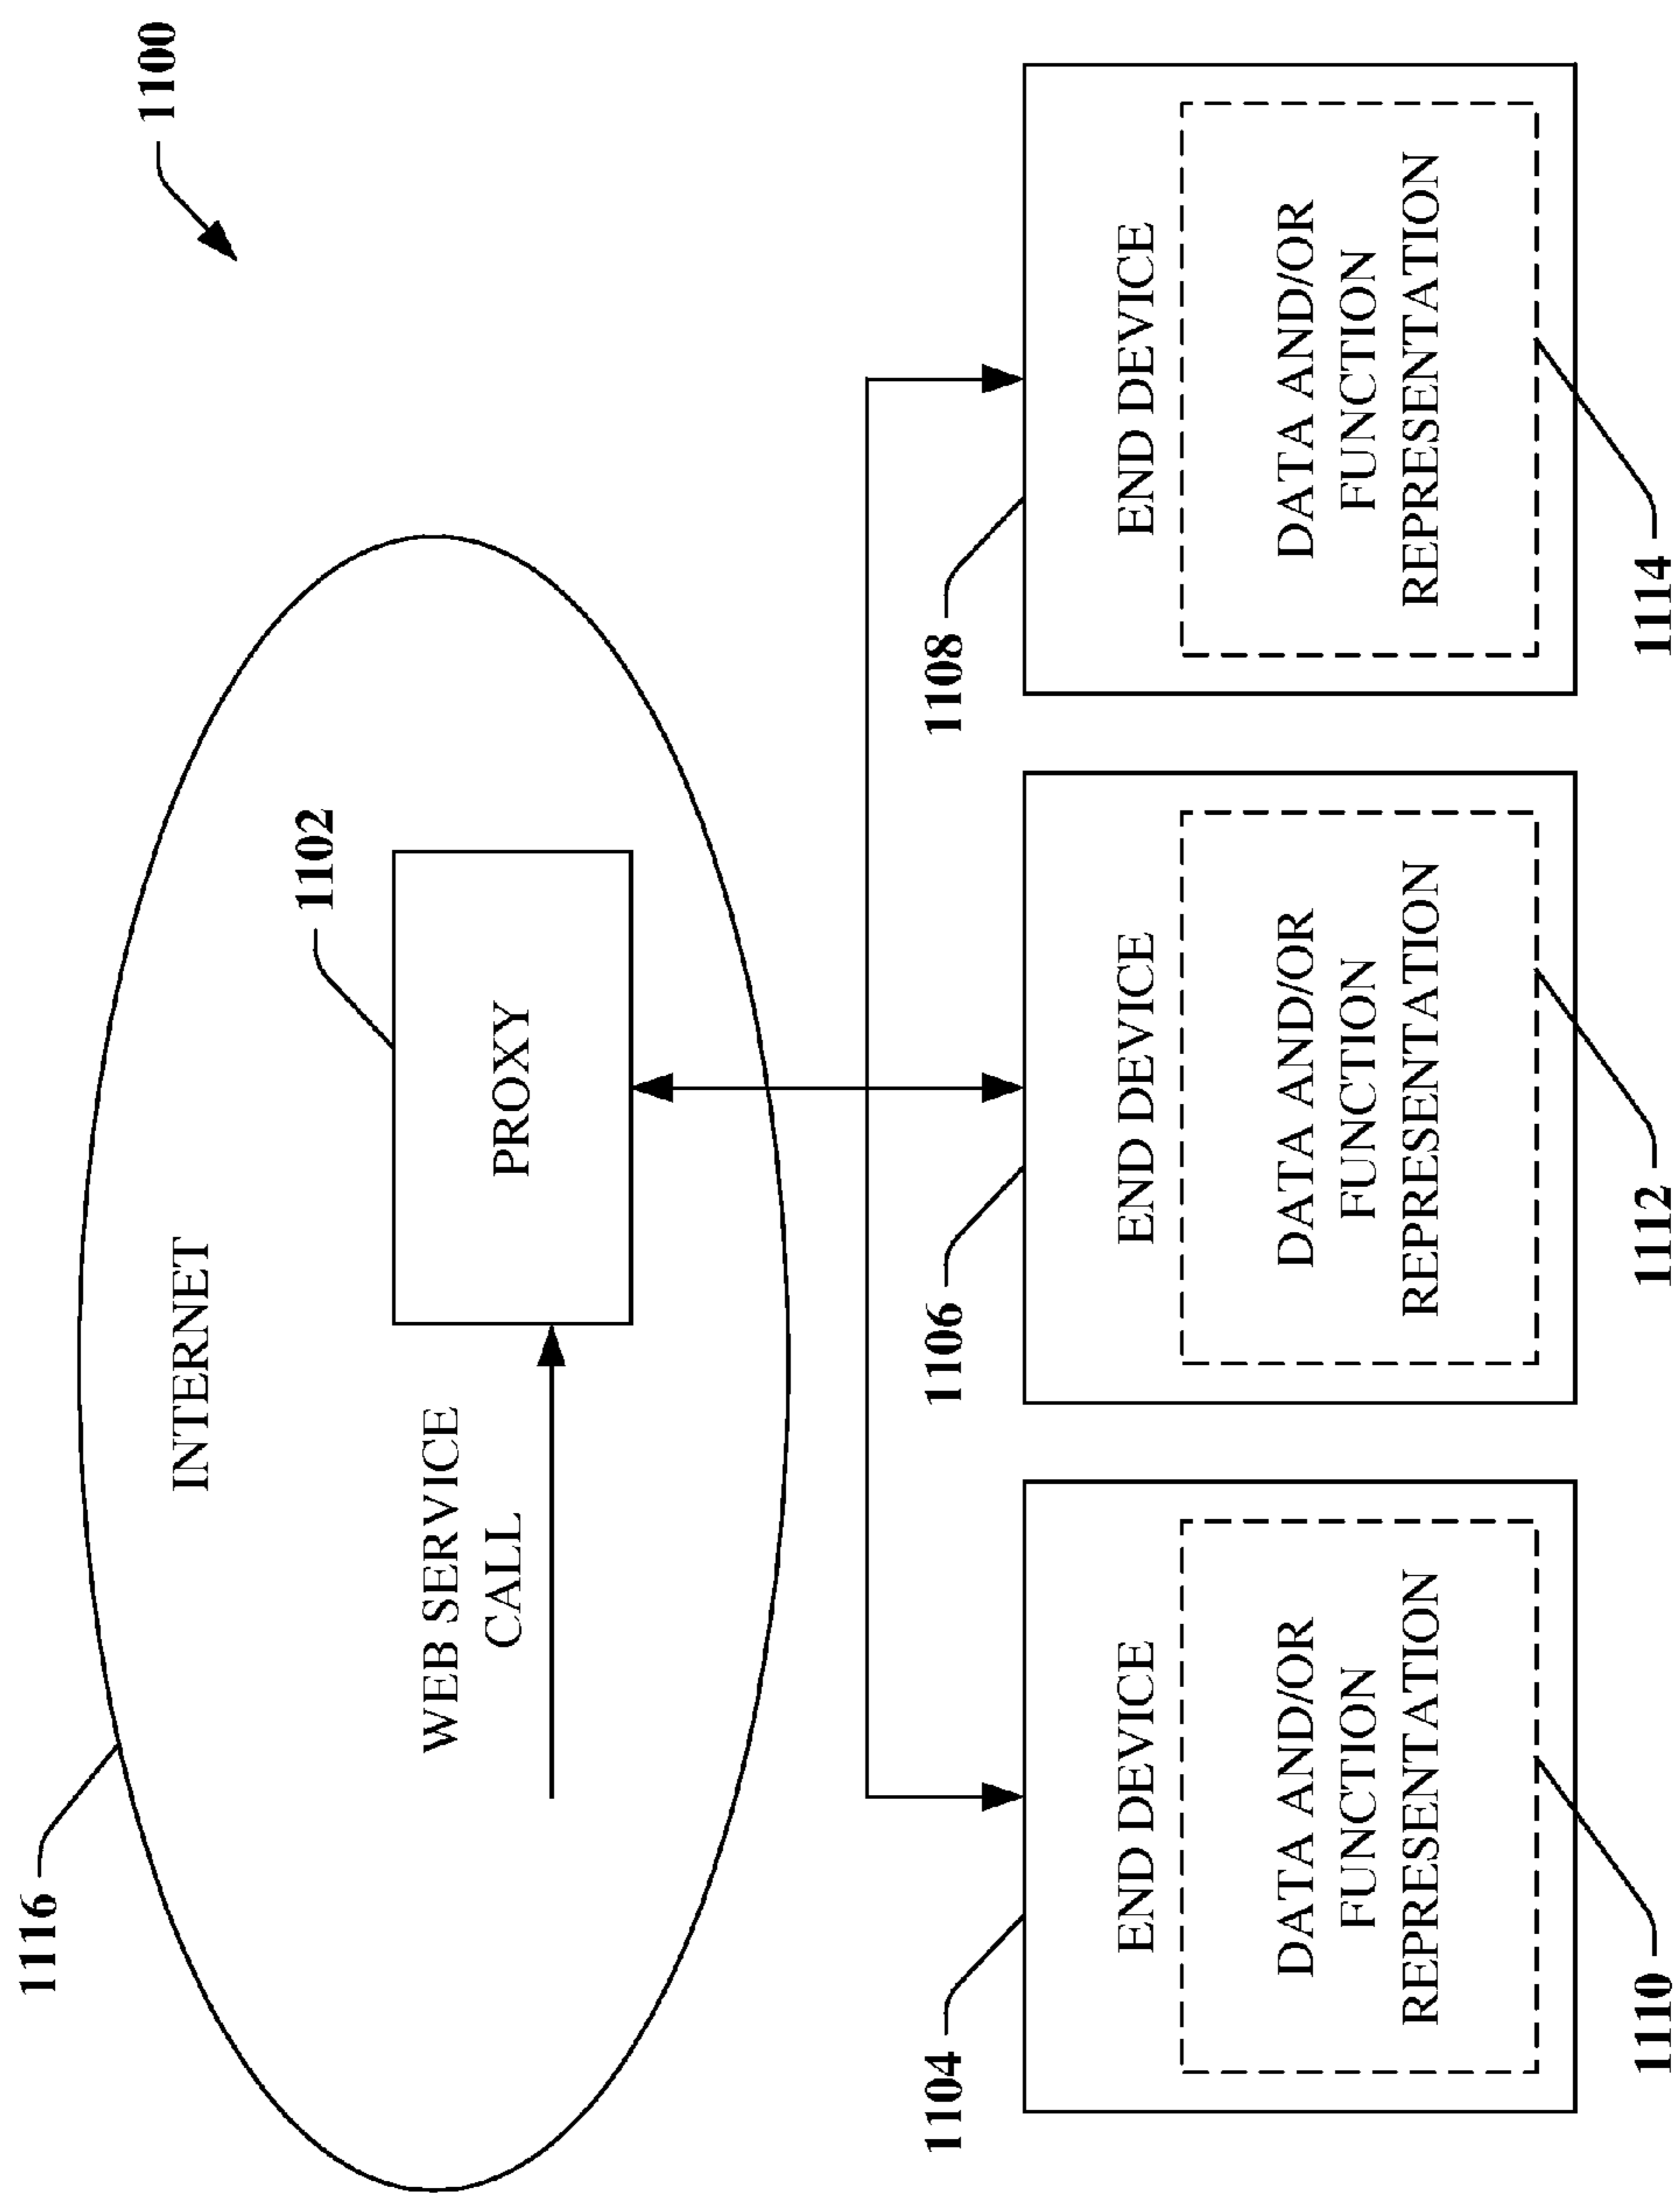 1100
1116
INTERNET
1102
WEB SERVICE
CALL
PROXY
1104
1106
1108
END DEVICE
DATA AND/OR
FUNCTION
REPRESENTATION
1110
END DEVICE
DATA AND/OR
FUNCTION
REPRESENTATION
1112
END DEVICE
DATA AND/OR
FUNCTION
REPRESENTATION
1114